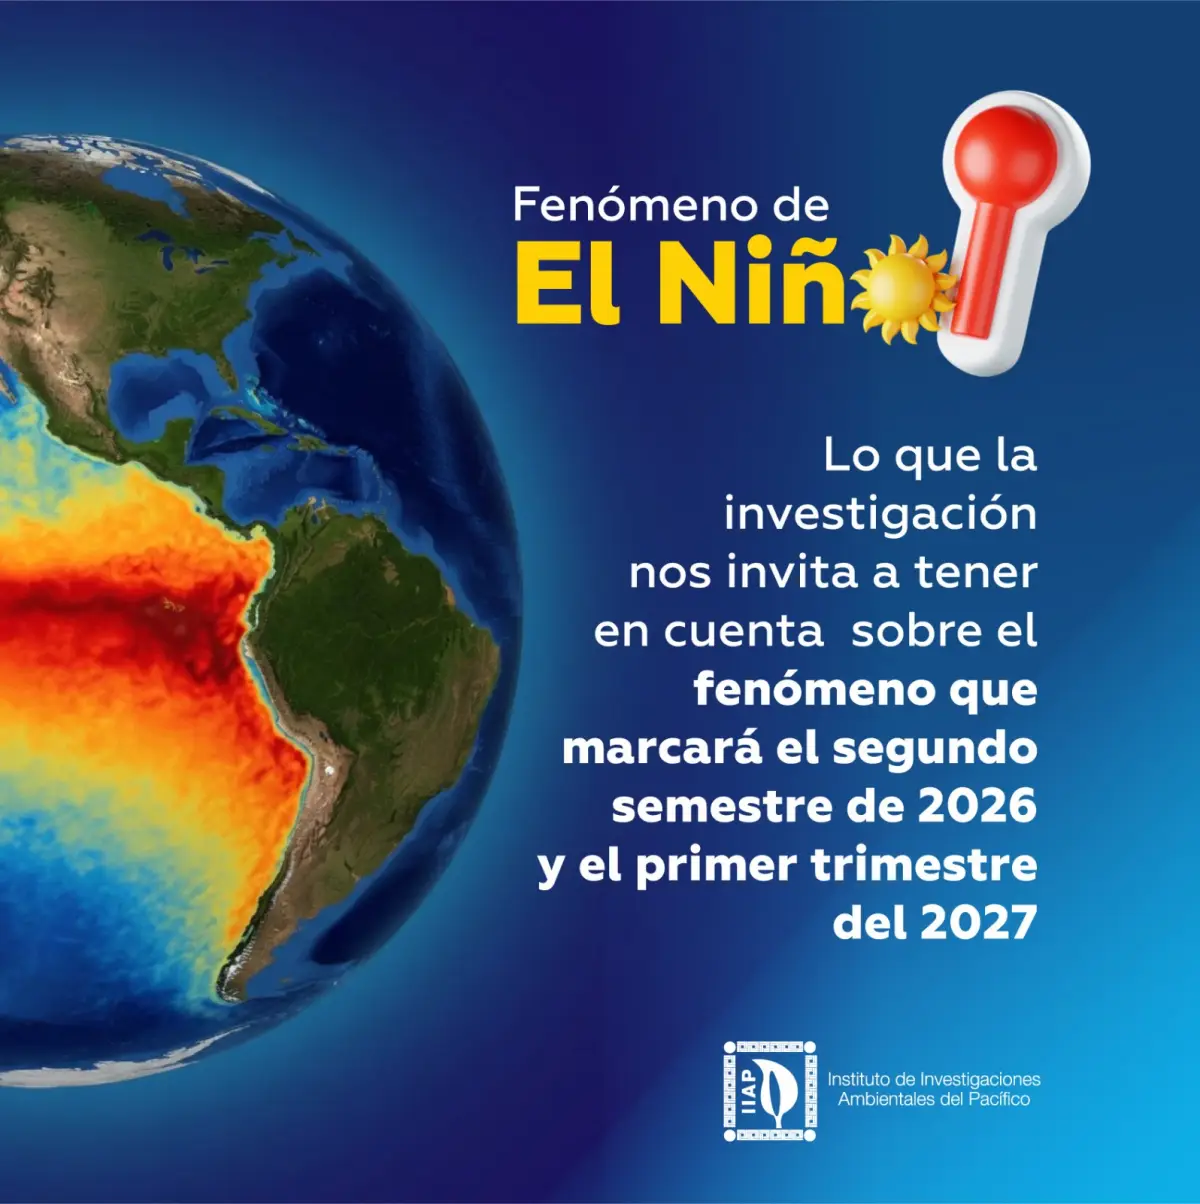 Fenómeno de
El Niño
Lo que la
investigación
nos invita a tener
en cuenta sobre el
fenómeno que
marcará el segundo
semestre de 2026
y el primer trimestre
del 2027
IIAP
Instituto de Investigaciones
Ambientales del Pacífico